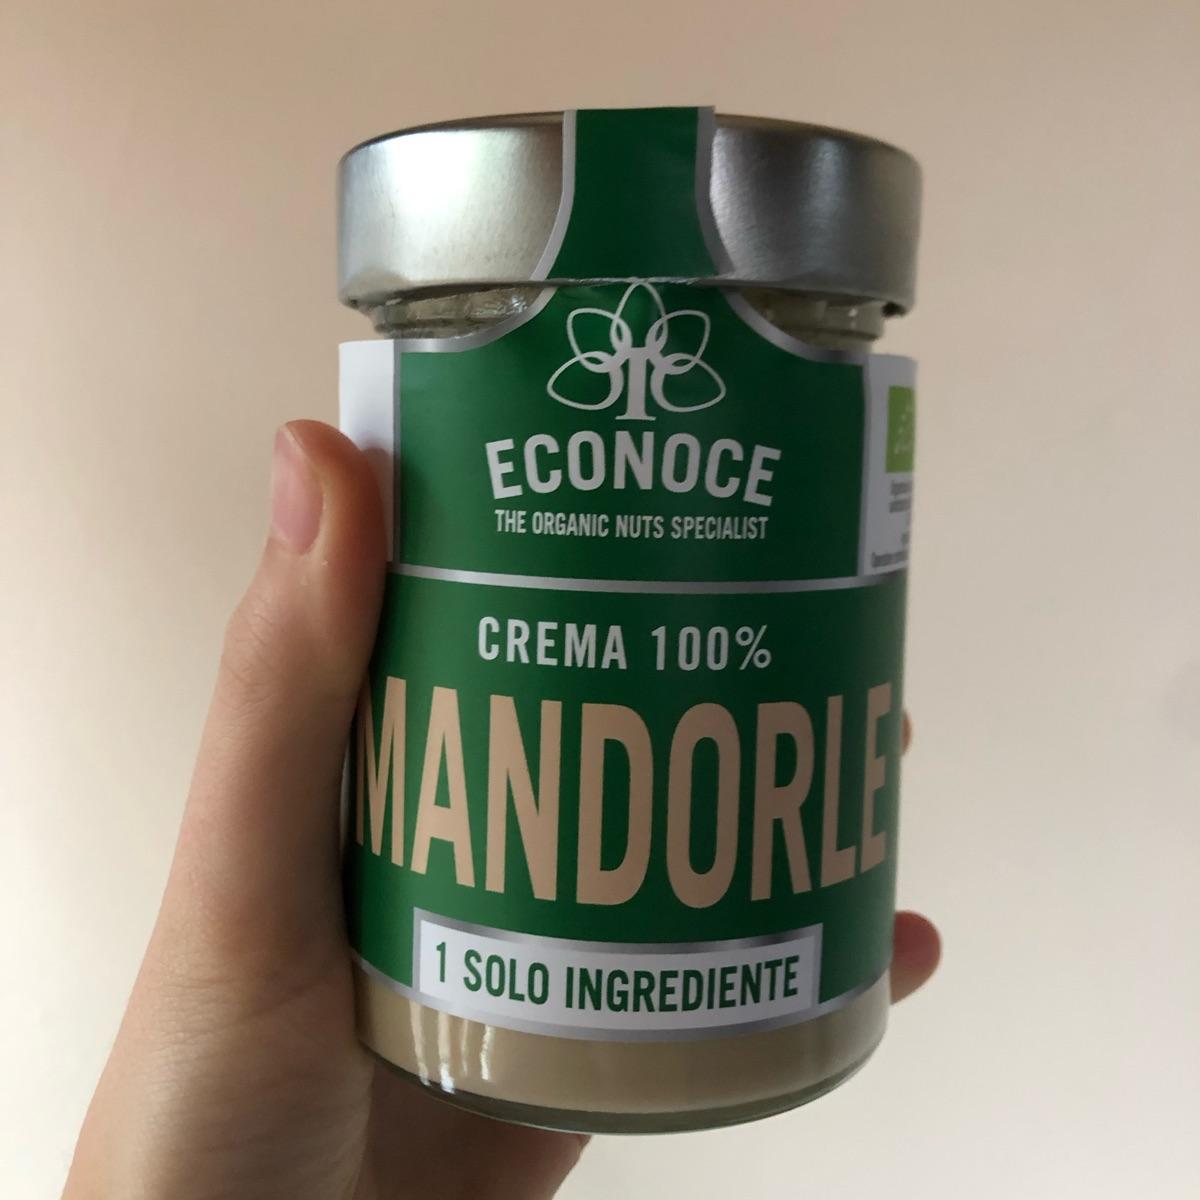 ECONOCE
THE ORGANIC NUTS SPECIALIST
CREMA 100%
MANDORLE
1 SOLO INGREDIENTE